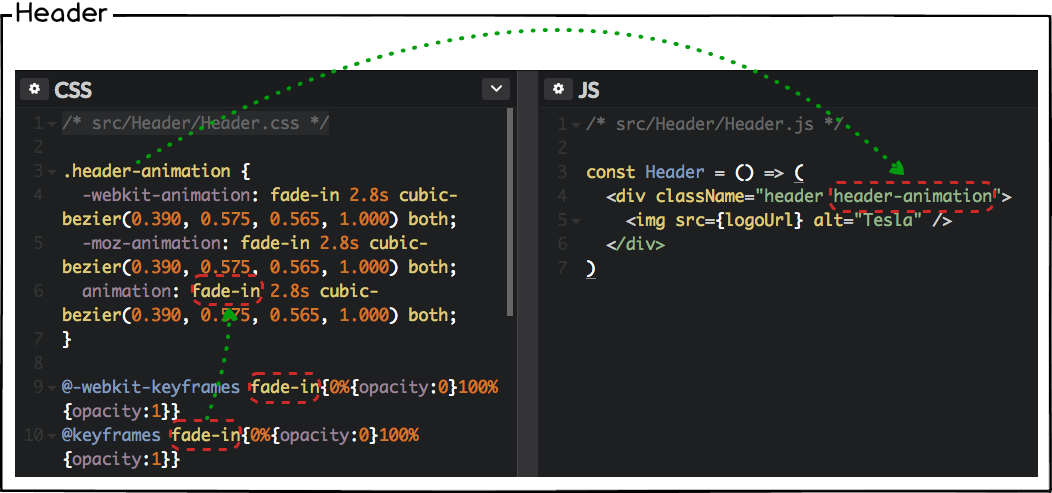 Header
CSS
1 /* src/Header/Header.css */
2
3 .header-animation {
4 -webkit-animation: fade-in 2.8s cubic-
bezier(0.390, 0.575, 0.565, 1.000) both;
5 -moz-animation: fade-in 2.8s cubic-
bezier(0.390, 0.575, 0.565, 1.000) both;
6 animation: fade-in 2.8s cubic-
bezier(0.390, 0.575, 0.565, 1.000) both;
7 }
8
9 @-webkit-keyframes fade-in{0%{opacity:0}100%
{opacity:1}}
10 @keyframes fade-in{0%{opacity:0}100%
{opacity:1}}
JS
1 /* src/Header/Header.js */
2
3 const Header = () => (
4 <div className="header header-animation">
5 <img src={logoUrl} alt="Tesla" />
6 </div>
7 )